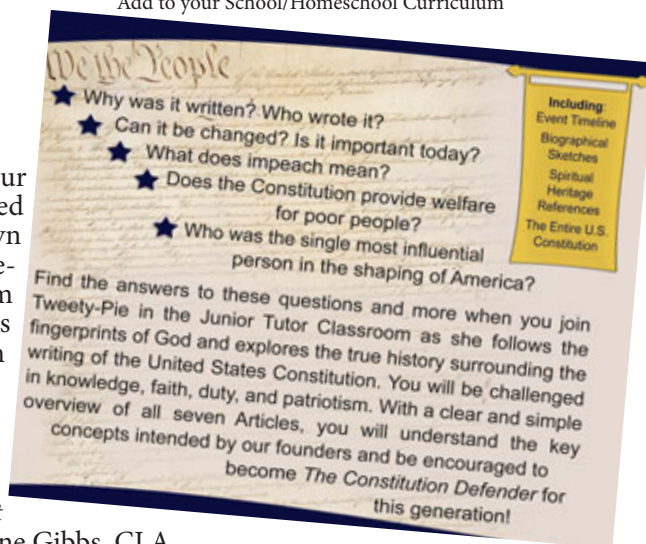 Add to your School/Homeschool Curriculum
We the People
Why was it written? Who wrote it?
Can it be changed? Is it important today?
What does impeach mean?
Does the Constitution provide welfare
for poor people?
Who was the single most influential
person in the shaping of America?
Including:
Event Timeline
Biographical
Sketches
Spiritual
Heritage
References
The Entire U.S.
Constitution
Find the answers to these questions and more when you join
Tweety-Pie in the Junior Tutor Classroom as she follows the
fingerprints of God and explores the true history surrounding the
writing of the United States Constitution. You will be challenged
in knowledge, faith, duty, and patriotism. With a clear and simple
overview of all seven Articles, you will understand the key
concepts intended by our founders and be encouraged to
become The Constitution Defender for
this generation!
Gibbs, CLA